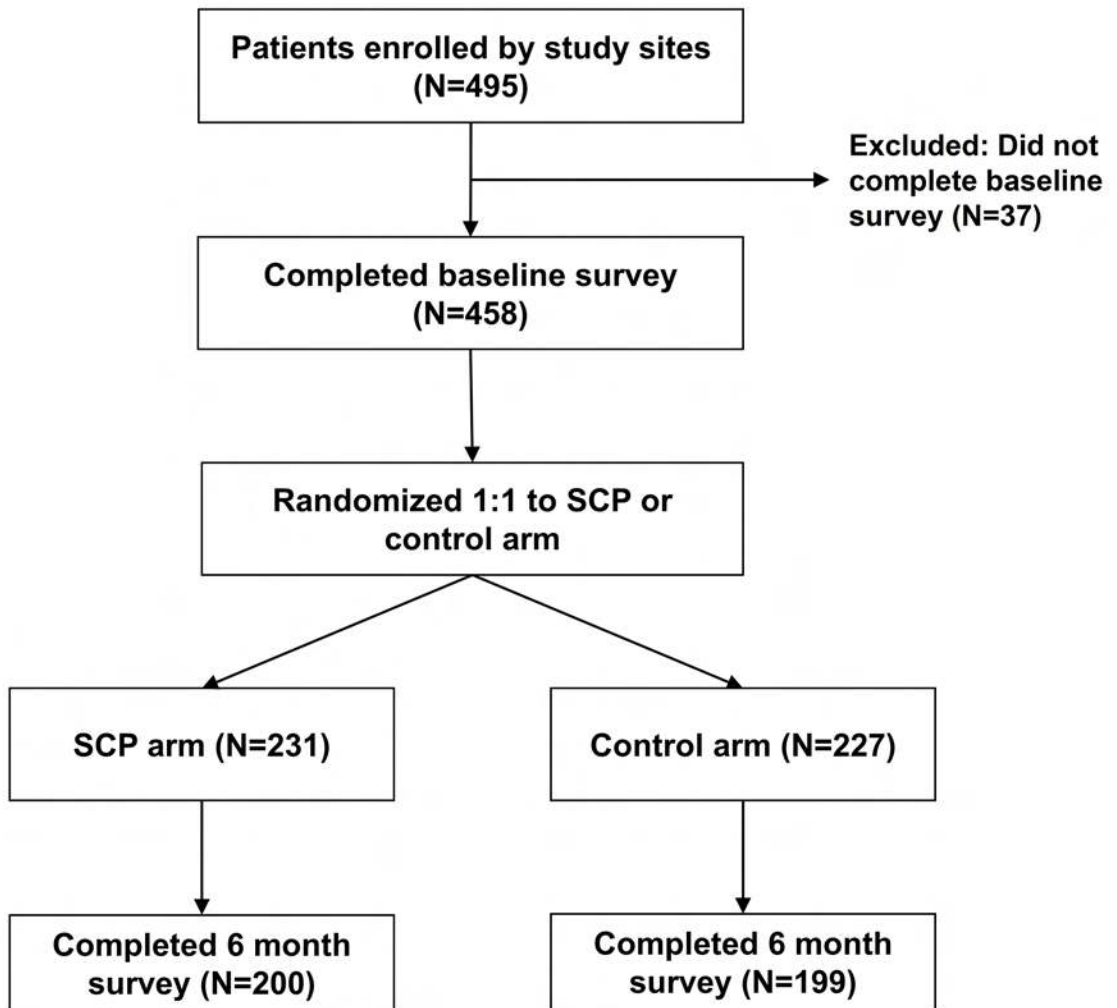 Patients enrolled by study sites
(N=495)
Excluded: Did not
complete baseline
survey (N=37)
Completed baseline survey
(N=458)
Randomized 1:1 to SCP or
control arm
SCP arm (N=231)
Control arm (N=227)
Completed 6 month
survey (N=200)
Completed 6 month
survey (N=199)